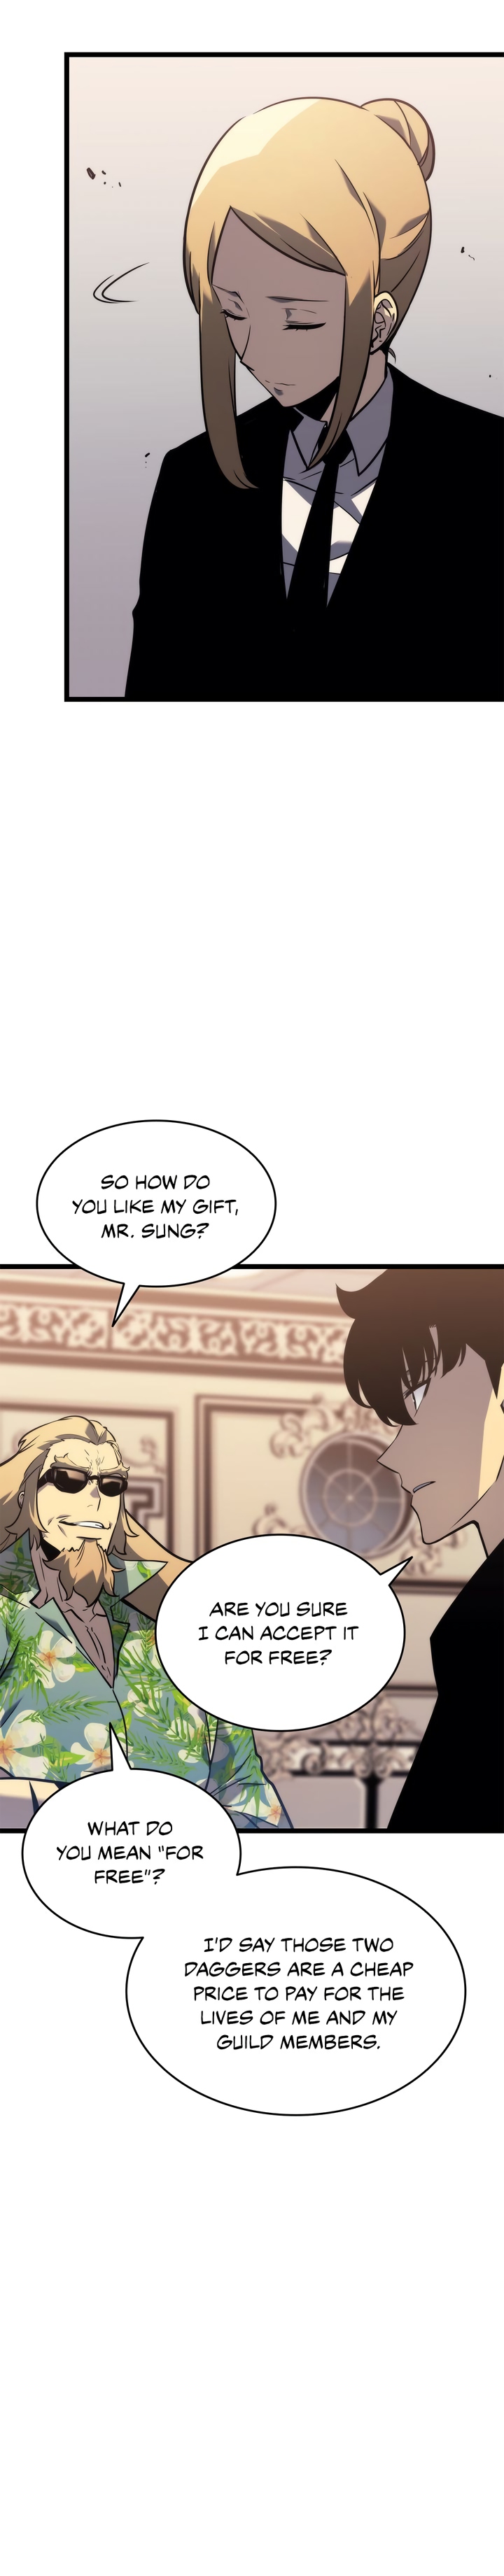 SO HOW DO
YOU LIKE MY GIFT,
MR. SUNG?
ARE YOU SURE
I CAN ACCEPT IT
FOR FREE?
WHAT DO
YOU MEAN "FOR
FREE"?
I'D SAY THOSE TWO
DAGGERS ARE A CHEAP
PRICE TO PAY FOR THE
LIVES OF ME AND MY
GUILD MEMBERS.